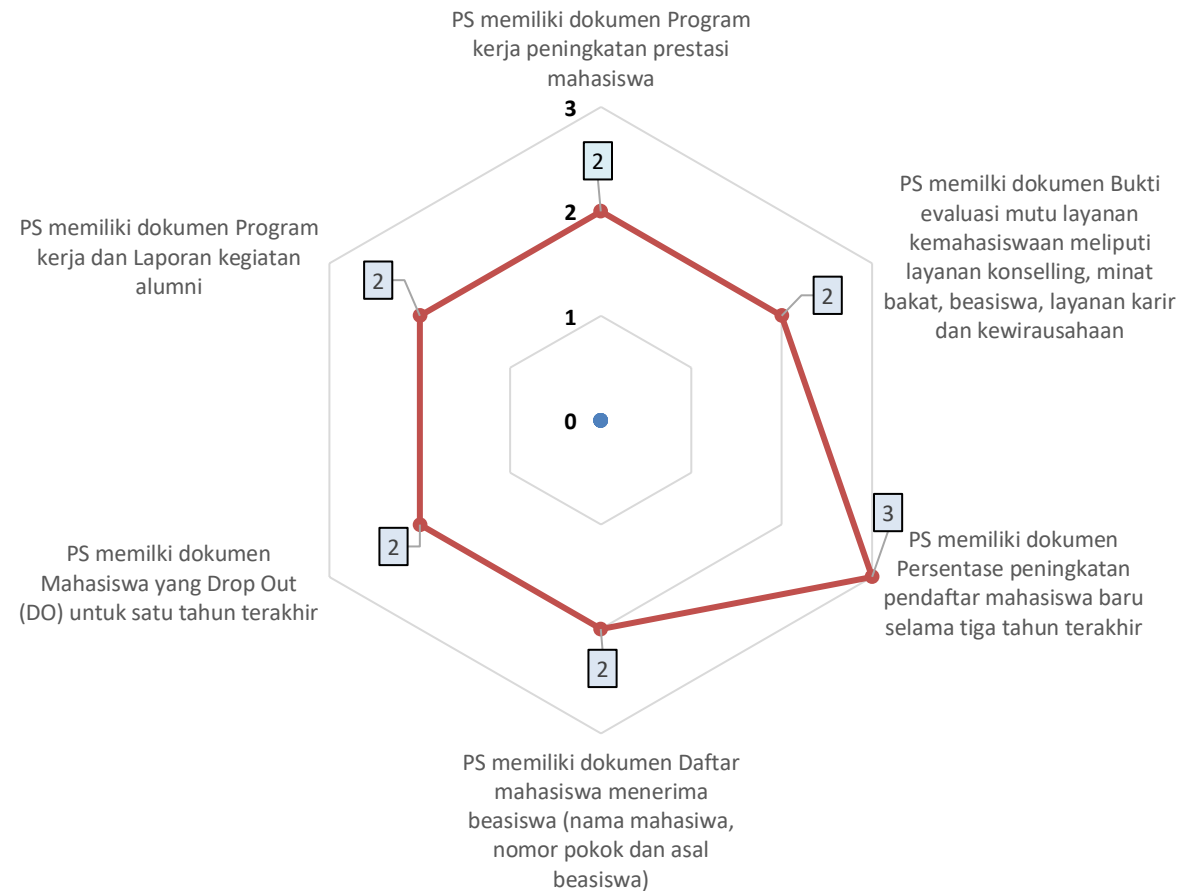 PS memiliki dokumen Program
kerja peningkatan prestasi
mahasiswa
3
2
2
1
0
PS memilki dokumen Bukti
evaluasi mutu layanan
kemahasiswaan meliputi
layanan konselling, minat
bakat, beasiswa, layanan karir
dan kewirausahaan
2
3
PS memiliki dokumen
Persentase peningkatan
pendaftar mahasiswa baru
selama tiga tahun terakhir
2
PS memiliki dokumen Daftar
mahasiswa menerima
beasiswa (nama mahasiwa,
nomor pokok dan asal
beasiswa)
2
PS memilki dokumen
Mahasiswa yang Drop Out
(DO) untuk satu tahun terakhir
PS memiliki dokumen Program
kerja dan Laporan kegiatan
alumni
2